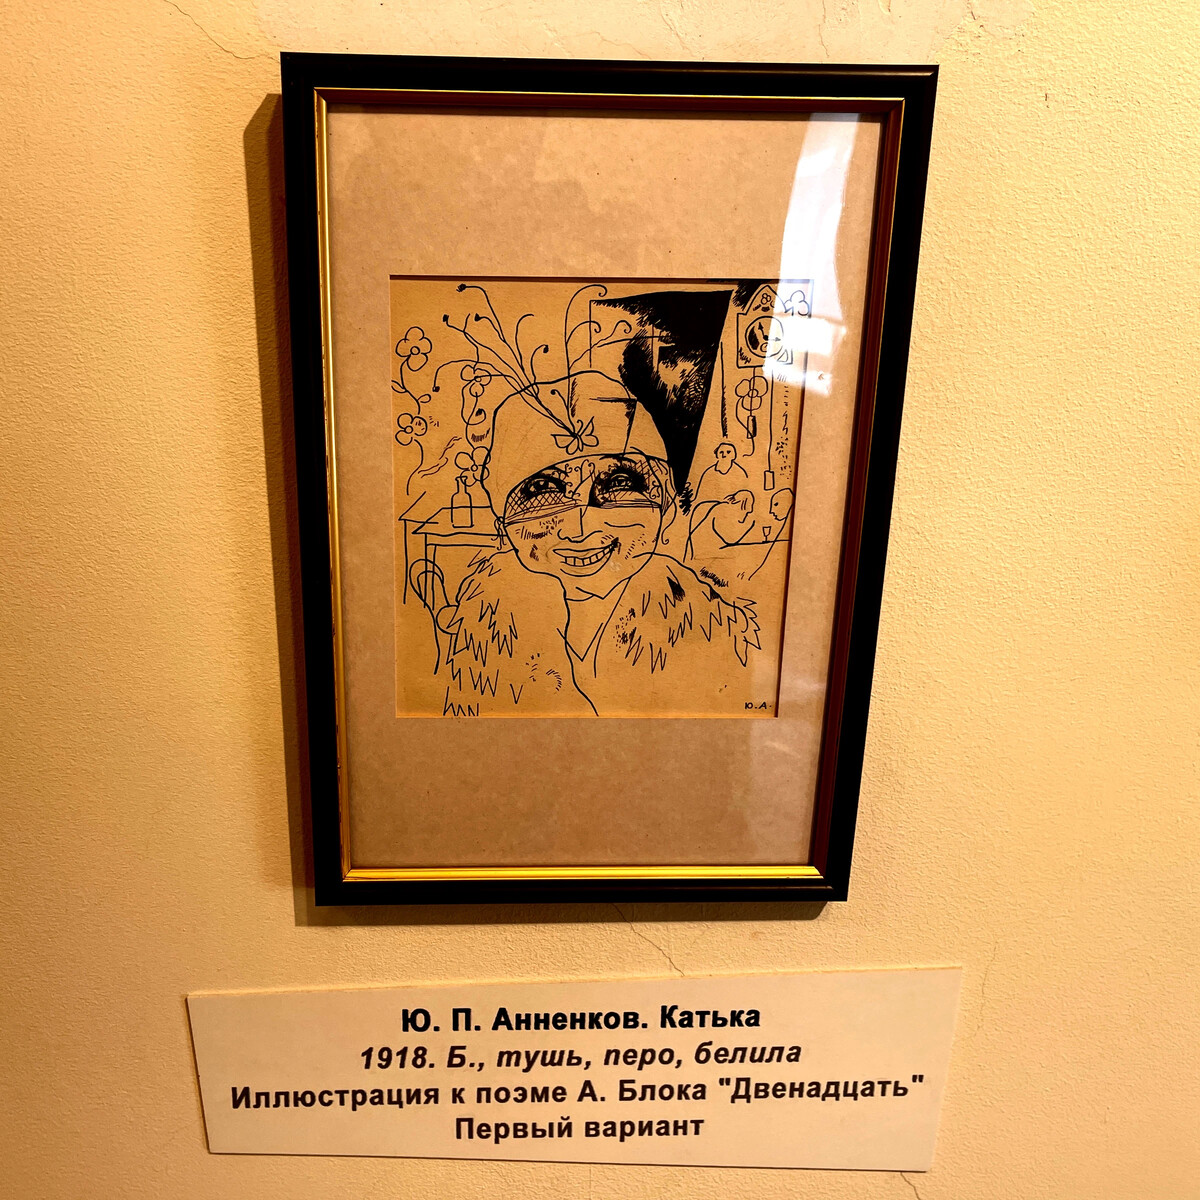 Ю.А.
Ю. П. Анненков. Катька
1918. Б., тушь, перо, белила
Иллюстрация к поэме А. Блока "Двенадцать"
Первый вариант